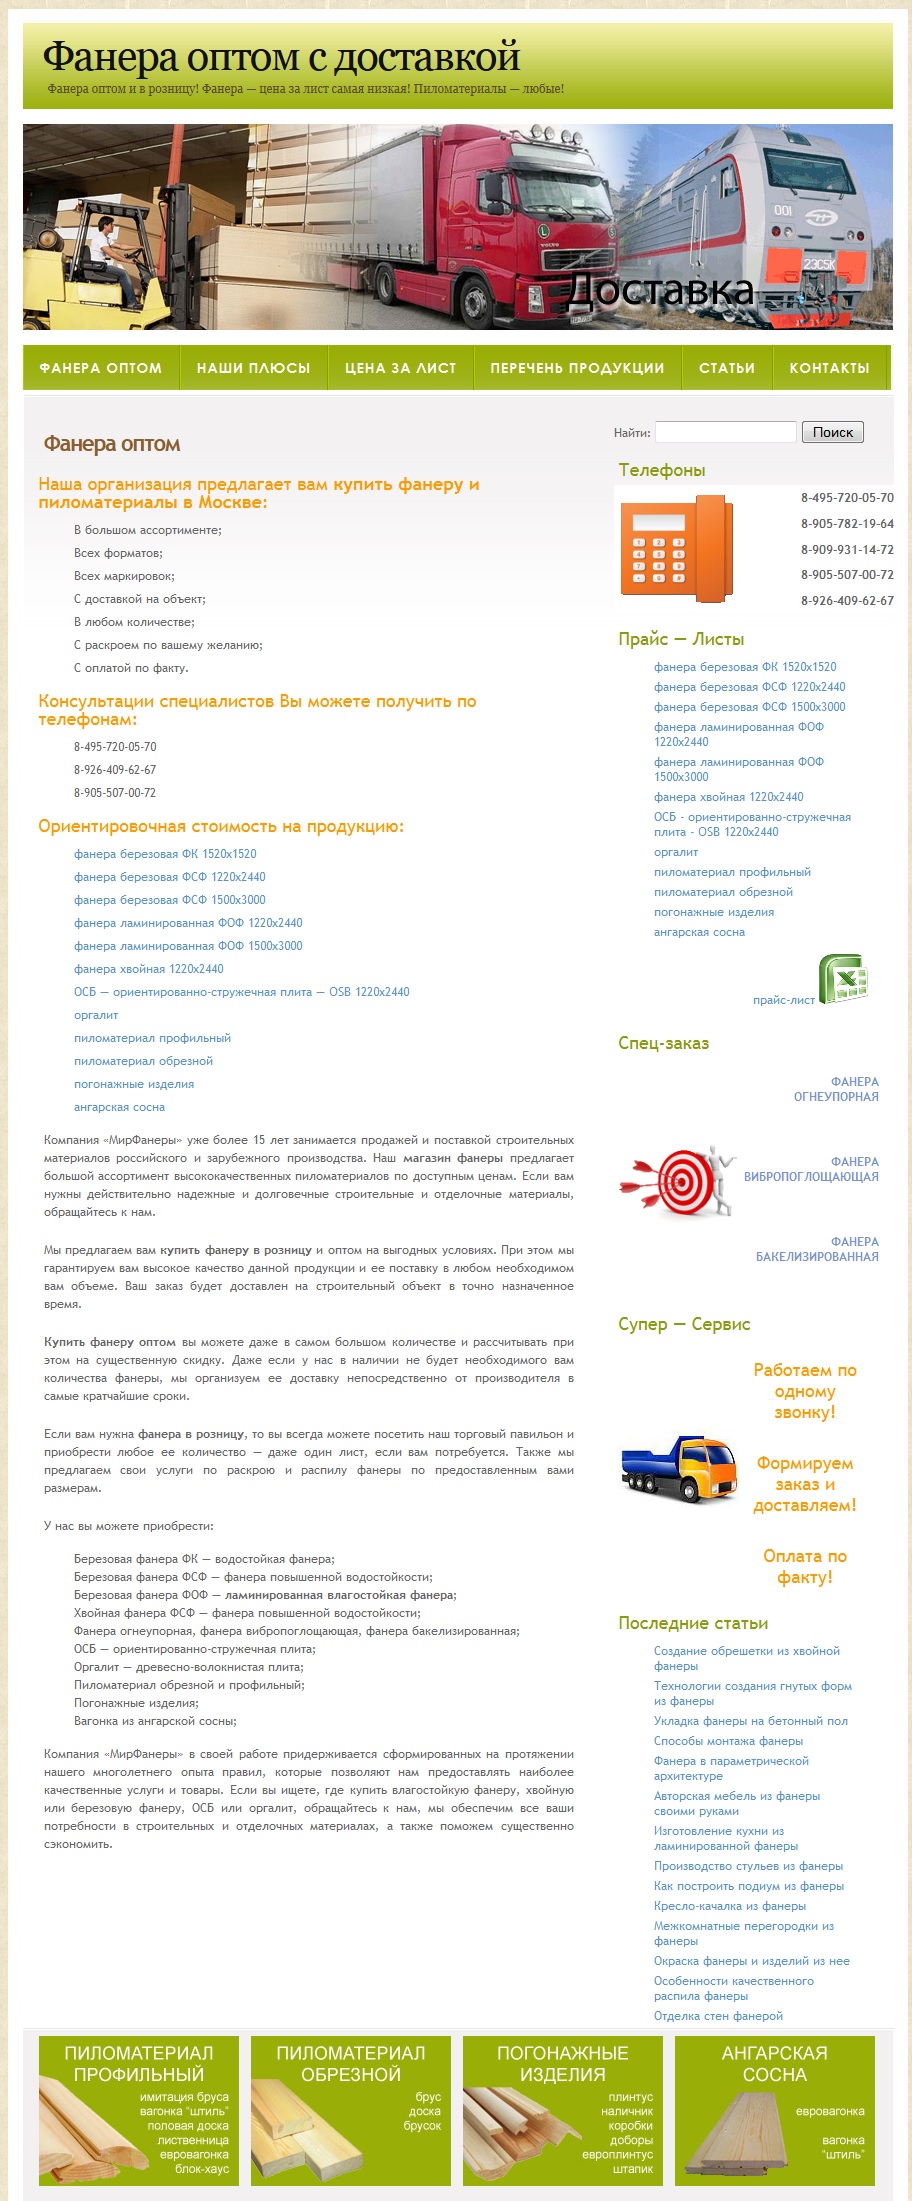 Фанера оптом с доставкой
Фанера оптом и в розницу! Фанера — цена за лист самая низкая! Пиломатериалы — любые!
001
2ЭС5К
Доставка
ФАНЕРА ОПТОМ
НАШИ ПЛЮСЫ
ЦЕНА ЗА ЛИСТ
ПЕРЕЧЕНЬ ПРОДУКЦИИ
СТАТЬИ
КОНТАКТЫ
Фанера оптом
Наша организация предлагает вам купить фанеру и
пиломатериалы в Москве:
В большом ассортименте;
Всех форматов;
Всех маркировок;
С доставкой на объект;
В любом количестве;
С раскроем по вашему желанию;
С оплатой по факту.
Консультации специалистов Вы можете получить по
телефонам:
8-495-720-05-70
8-926-409-62-67
8-905-507-00-72
Ориентировочная стоимость на продукцию:
фанера березовая ФК 1520х1520
фанера березовая ФСФ 1220х2440
фанера березовая ФСФ 1500х3000
фанера ламинированная ФОФ 1220х2440
фанера ламинированная ФОФ 1500х3000
фанера хвойная 1220х2440
ОСБ — ориентированно-стружечная плита — OSB 1220х2440
оргалит
пиломатериал профильный
пиломатериал обрезной
погонажные изделия
ангарская сосна
Компания «МирФанеры» уже более 15 лет занимается продажей и поставкой строительных
материалов российского и зарубежного производства. Наш магазин фанеры предлагает
большой ассортимент высококачественных пиломатериалов по доступным ценам. Если вам
нужны действительно надежные и долговечные строительные и отделочные материалы,
обращайтесь к нам.
Мы предлагаем вам купить фанеру в розницу и оптом на выгодных условиях. При этом мы
гарантируем вам высокое качество данной продукции и ее поставку в любом необходимом
вам объеме. Ваш заказ будет доставлен на строительный объект в точно назначенное
время.
Купить фанеру оптом вы можете даже в самом большом количестве и рассчитывать при
этом на существенную скидку. Даже если у нас в наличии не будет необходимого вам
количества фанеры, мы организуем ее доставку непосредственно от производителя в
самые кратчайшие сроки.
Если вам нужна фанера в розницу, то вы всегда можете посетить наш торговый павильон и
приобрести любое ее количество — даже один лист, если вам потребуется. Также мы
предлагаем свои услуги по раскрою и распилу фанеры по предоставленным вами
размерам.
У нас вы можете приобрести:
Березовая фанера ФК — водостойкая фанера;
Березовая фанера ФСФ — фанера повышенной водостойкости;
Березовая фанера ФОФ — ламинированная влагостойкая фанера;
Хвойная фанера ФСФ — фанера повышенной водостойкости;
Фанера огнеупорная, фанера вибропоглощающая, фанера бакелизированная;
ОСБ — ориентированно-стружечная плита;
Оргалит — древесно-волокнистая плита;
Пиломатериал обрезной и профильный;
Погонажные изделия;
Вагонка из ангарской сосны;
Компания «МирФанеры» в своей работе придерживается сформированных на протяжении
нашего многолетнего опыта правил, которые позволяют нам предоставлять наиболее
качественные услуги и товары. Если вы ищете, где купить влагостойкую фанеру, хвойную
или березовую фанеру, ОСБ или оргалит, обращайтесь к нам, мы обеспечим все ваши
потребности в строительных и отделочных материалах, а также поможем существенно
сэкономить.
Найти:
Поиск
Телефоны
8-495-720-05-70
8-905-782-19-64
8-909-931-14-72
8-905-507-00-72
8-926-409-62-67
Прайс — Листы
фанера березовая ФК 1520х1520
фанера березовая ФСФ 1220х2440
фанера березовая ФСФ 1500х3000
фанера ламинированная ФОФ
1220х2440
фанера ламинированная ФОФ
1500х3000
фанера хвойная 1220х2440
ОСБ - ориентированно-стружечная
плита - OSB 1220х2440
оргалит
пиломатериал профильный
пиломатериал обрезной
погонажные изделия
ангарская сосна
прайс-лист
Спец-заказ
ФАНЕРА
ОГНЕУПОРНАЯ
ФАНЕРА
ВИБРОПОГЛОЩАЮЩАЯ
ФАНЕРА
БАКЕЛИЗИРОВАННАЯ
Супер — Сервис
Работаем по
одному
звонку!
Формируем
заказ и
доставляем!
Оплата по
факту!
Последние статьи
Создание обрешетки из хвойной
фанеры
Технологии создания гнутых форм
из фанеры
Укладка фанеры на бетонный пол
Способы монтажа фанеры
Фанера в параметрической
архитектуре
Авторская мебель из фанеры
своими руками
Изготовление кухни из
ламинированной фанеры
Производство стульев из фанеры
Как построить подиум из фанеры
Кресло-качалка из фанеры
Межкомнатные перегородки из
фанеры
Окраска фанеры и изделий из нее
Особенности качественного
распила фанеры
Отделка стен фанерой
ПИЛОМАТЕРИАЛ
ПРОФИЛЬНЫЙ
имитация бруса
вагонка "штиль"
половая доска
лиственница
евровагонка
блок-хаус
ПИЛОМАТЕРИАЛ
ОБРЕЗНОЙ
брус
доска
брусок
ПОГОНАЖНЫЕ
ИЗДЕЛИЯ
плинтус
наличник
коробки
доборы
европлинтус
штапик
АНГАРСКАЯ
СОСНА
евровагонка
вагонка
"штиль"